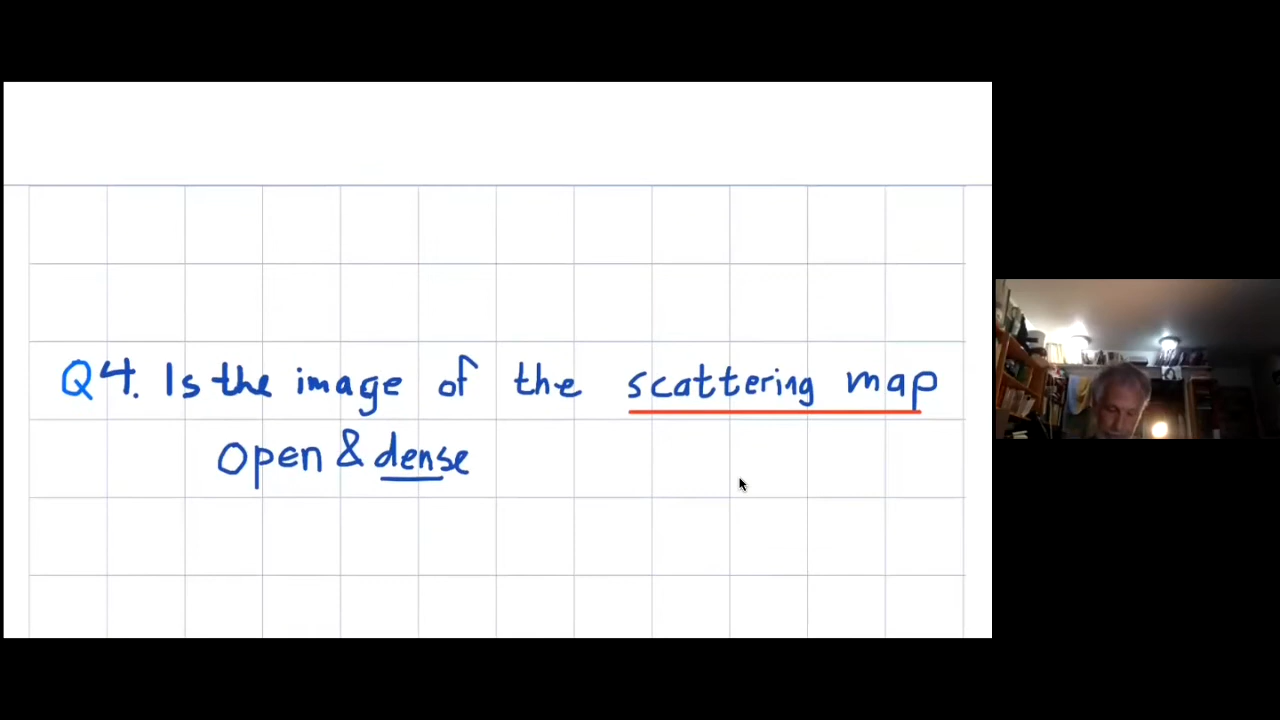 Q4. Is the image of the scattering map
Open & dense